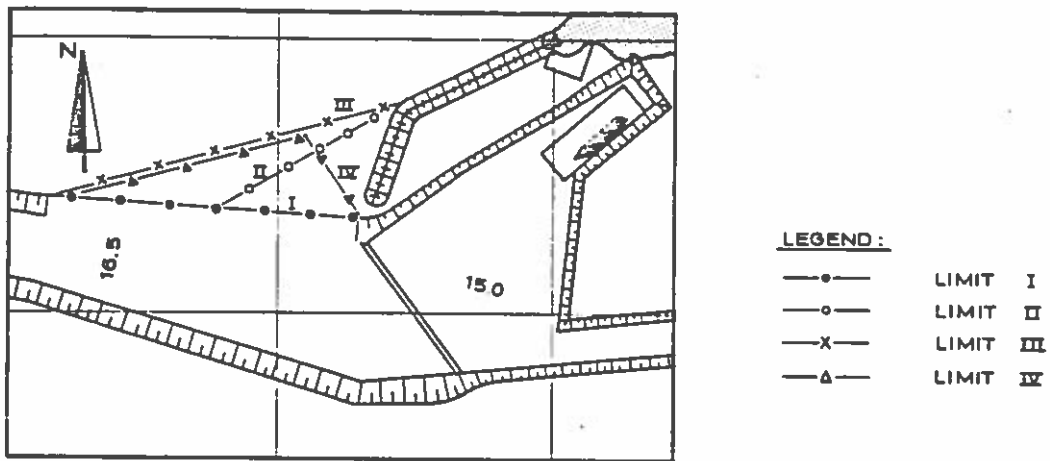 N
III
II
IV
I
16.5
15.0
LEGEND:
LIMIT I
LIMIT II
LIMIT III
LIMIT IV